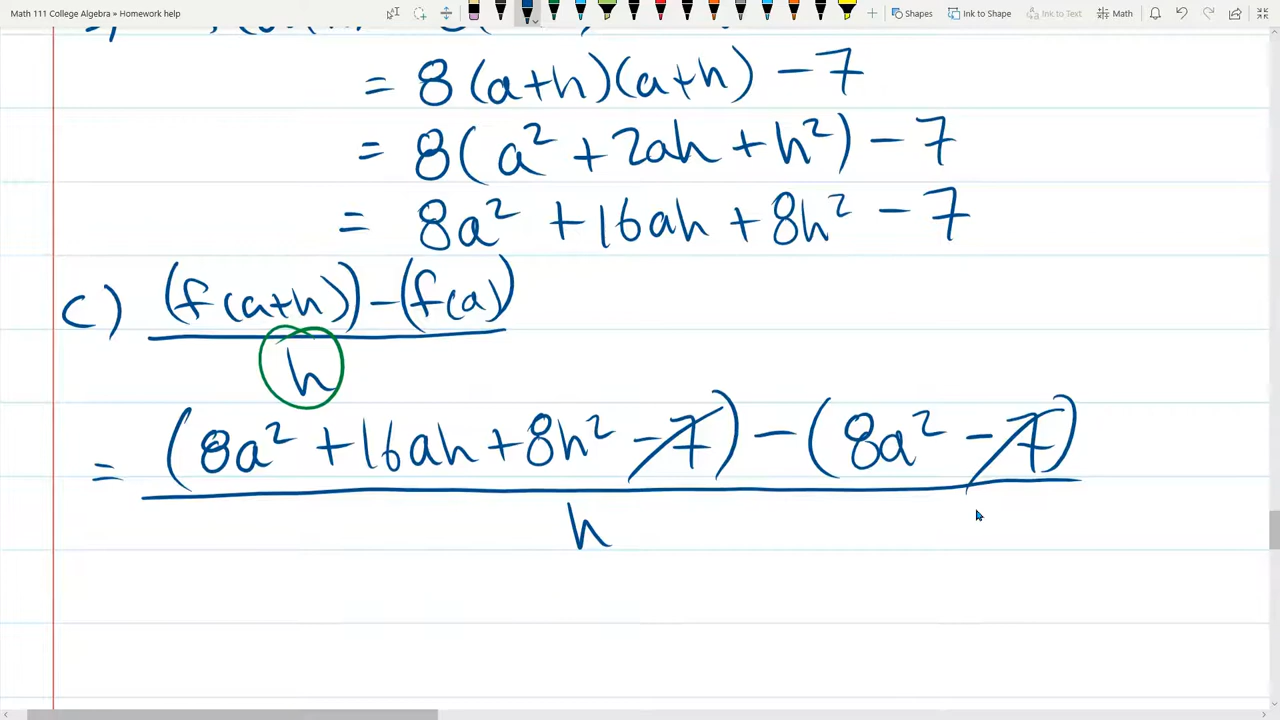 Math 111 College Algebra » Homework help
Shapes
Ink to Shape
Ink to Text
Math
= 8(a+h)(a+h) - 7
= 8(a² + 2ah + h²) - 7
= 8a² + 16ah + 8h² - 7
c) (f(a+h)) - (f(a))
h
= (8a² + 16ah + 8h² - 7) - (8a² - 7)
h